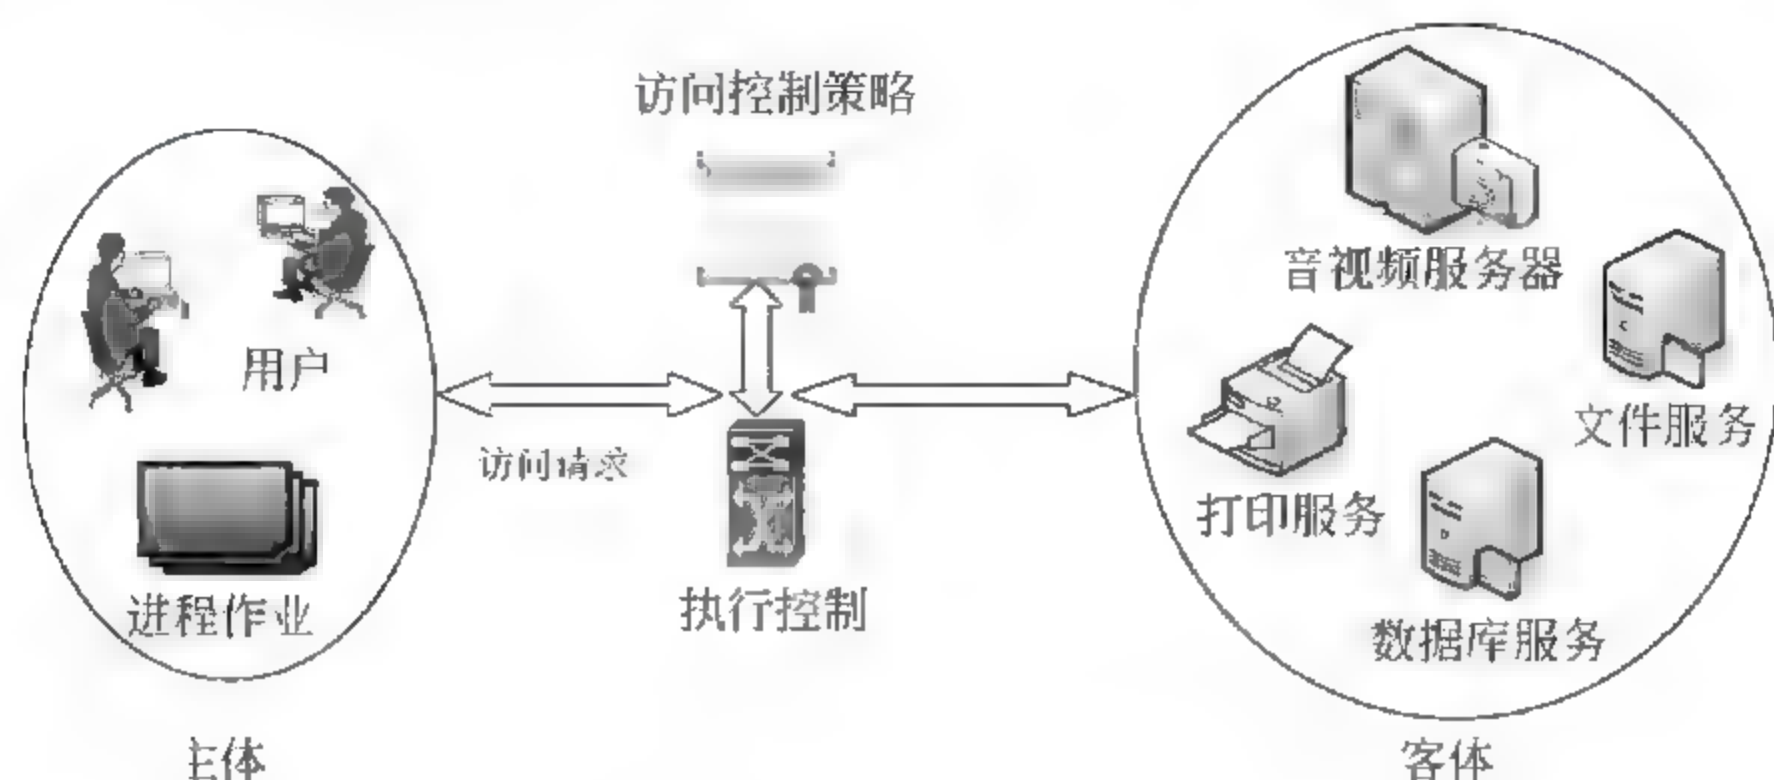 访问控制策略
音视频服务器
用户
文件服务
访问请求
打印服务
进程作业
执行控制
数据库服务
主体
客体